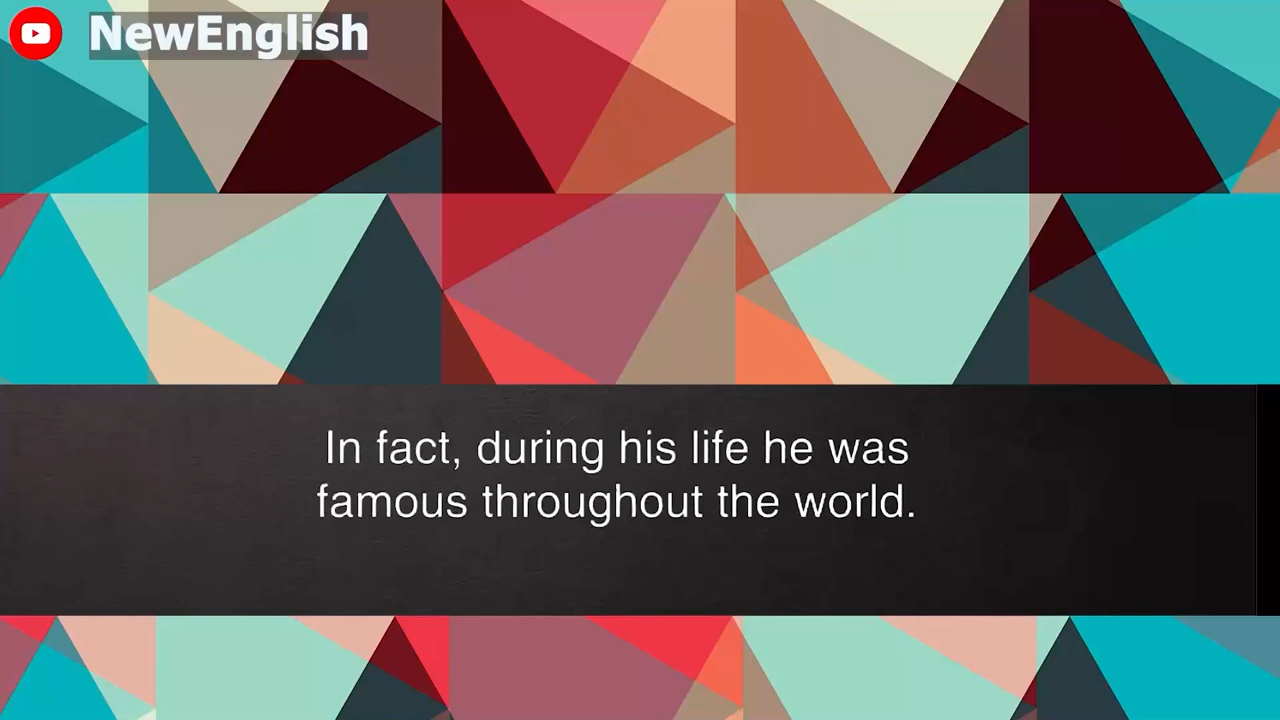 NewEnglish
In fact, during his life he was
famous throughout the world.